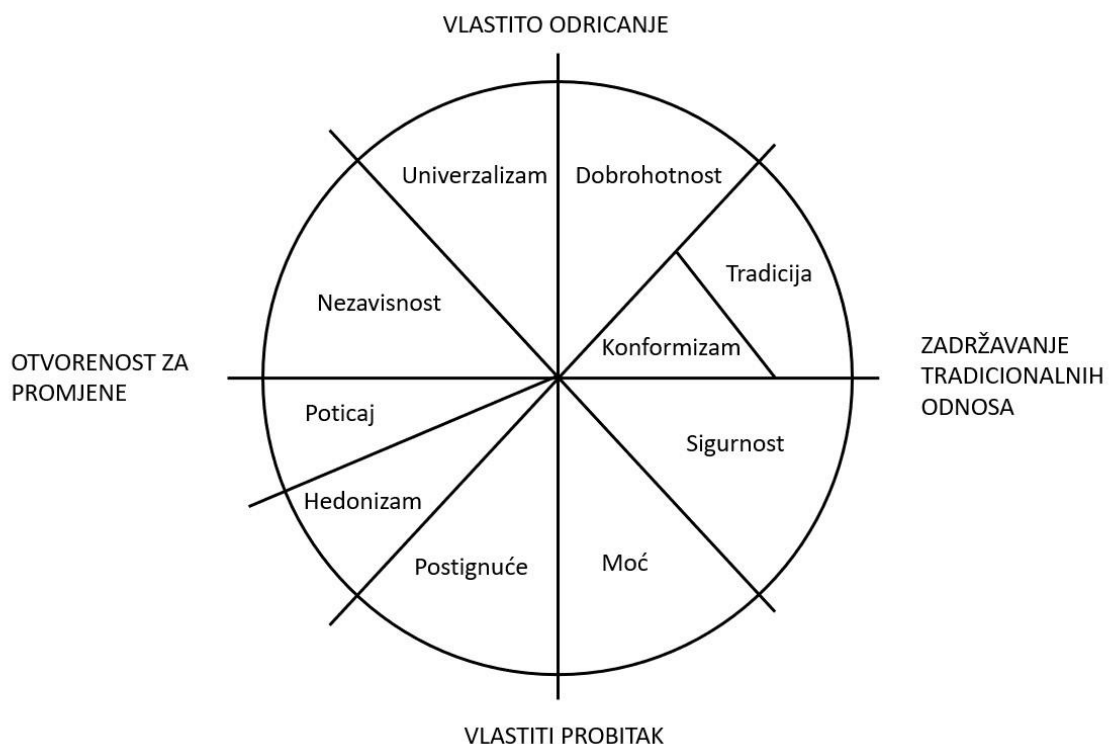 VLASTITO ODRICANJE
Univerzalizam
Dobrohotnost
Tradicija
Nezavisnost
Konformizam
OTVORENOST ZA
PROMJENE
ZADRŽAVANJE
TRADICIONALNIH
ODNOSA
Poticaj
Sigurnost
Hedonizam
Postignuće
Moć
VLASTITI PROBITAK